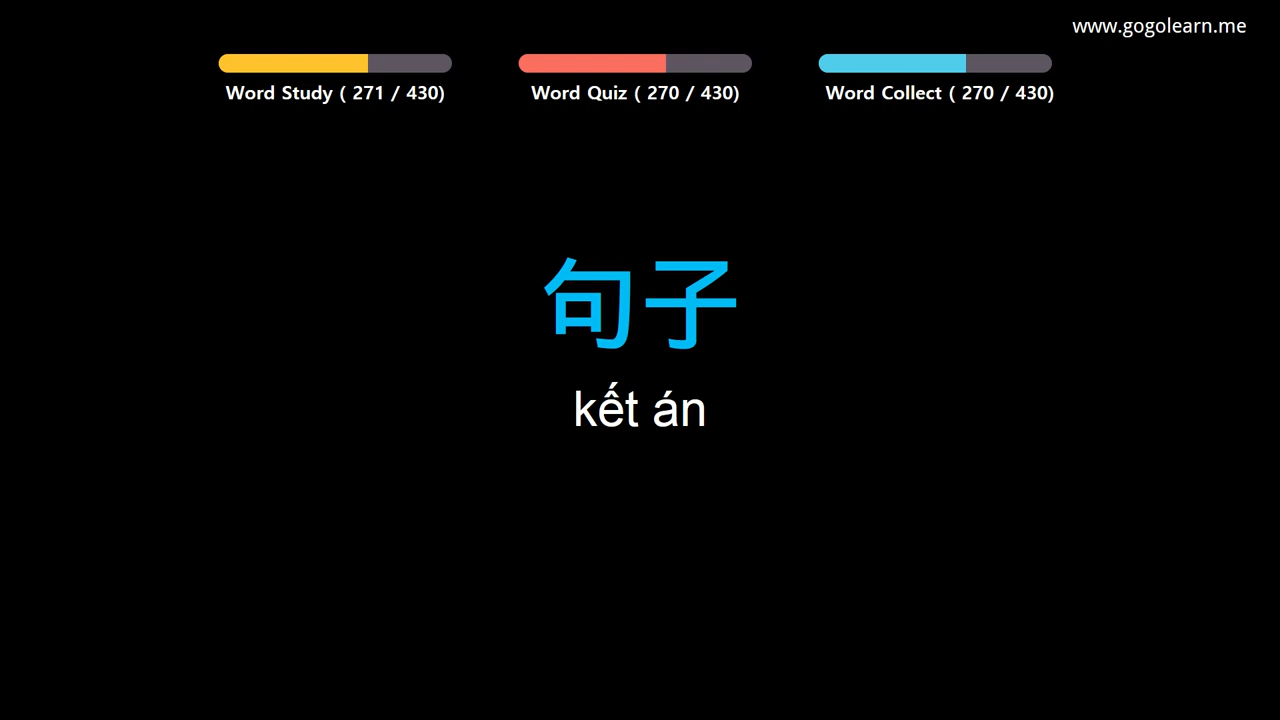 www.gogolearn.me
Word Study ( 271 / 430)
Word Quiz ( 270 / 430)
Word Collect ( 270 / 430)
句子
kết án